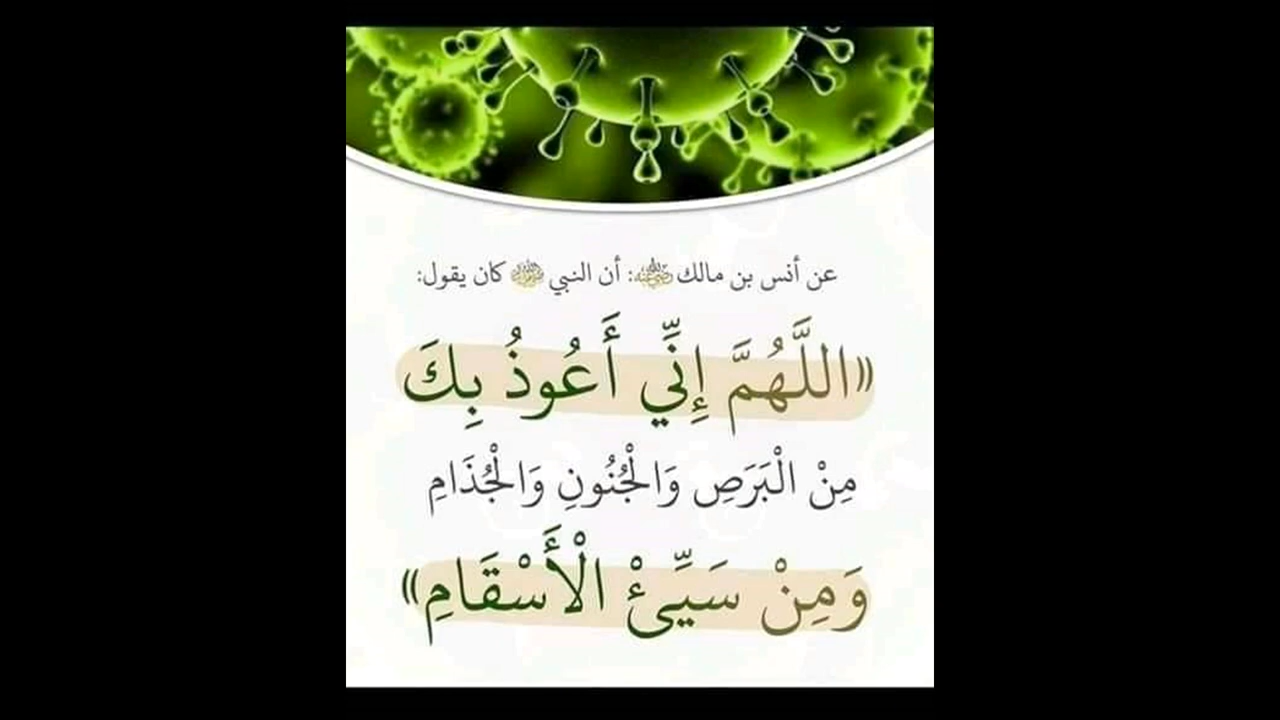 عن أنس بن مالك رضي الله عنه: أن النبي ﷺ كان يقول:
«اللَّهُمَّ إِنِّي أَعُوذُ بِكَ
مِنْ الْبَرَصِ وَالْجُنُونِ وَالْجُذَامِ
وَمِنْ سَيِّئْ الْأَسْقَامِ»